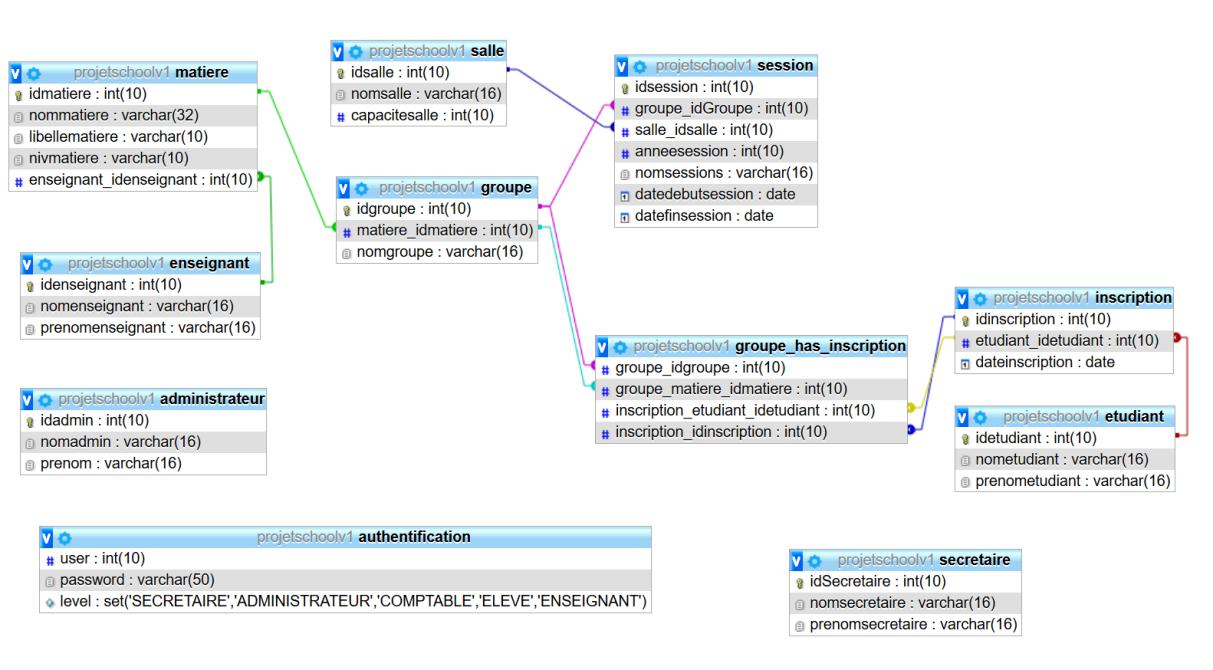 projetschoolv1 matiere
idmatiere : int(10)
nommatiere : varchar(32)
libellematiere : varchar(10)
nivmatiere : varchar(10)
enseignant_idenseignant : int(10)
projetschoolv1 salle
idsalle : int(10)
nomsalle : varchar(16)
capacitesalle : int(10)
projetschoolv1 session
idsession : int(10)
groupe_idGroupe : int(10)
salle_idsalle : int(10)
anneesession : int(10)
nomsessions : varchar(16)
datedebutsession : date
datefinsession : date
projetschoolv1 groupe
idgroupe : int(10)
matiere_idmatiere : int(10)
nomgroupe : varchar(16)
projetschoolv1 enseignant
idenseignant : int(10)
nomenseignant : varchar(16)
prenomenseignant : varchar(16)
projetschoolv1 groupe_has_inscription
groupe_idgroupe : int(10)
groupe_matiere_idmatiere : int(10)
inscription_etudiant_idetudiant : int(10)
inscription_idinscription : int(10)
projetschoolv1 inscription
idinscription : int(10)
etudiant_idetudiant : int(10)
dateinscription : date
projetschoolv1 administrateur
idadmin : int(10)
nomadmin : varchar(16)
prenom : varchar(16)
projetschoolv1 etudiant
idetudiant : int(10)
nometudiant : varchar(16)
prenometudiant : varchar(16)
projetschoolv1 authentification
user : int(10)
password : varchar(50)
level : set('SECRETAIRE','ADMINISTRATEUR','COMPTABLE','ELEVE','ENSEIGNANT')
projetschoolv1 secretaire
idSecretaire : int(10)
nomsecretaire : varchar(16)
prenomsecretaire : varchar(16)